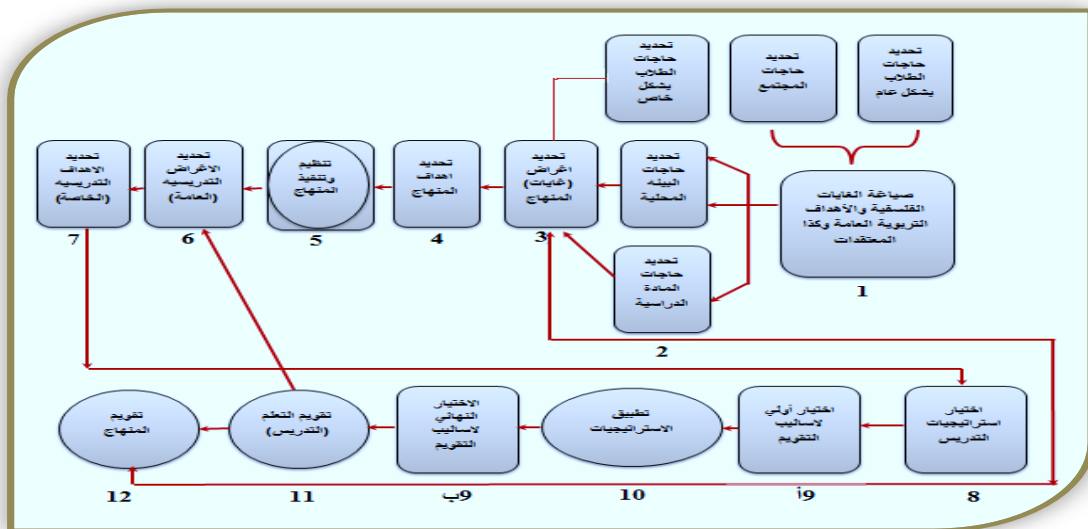 تحديد
حاجات
الطلاب
بشكل عام
تحديد
حاجات
المجتمع
تحديد
حاجات
الطلاب
بشكل
خاص
صياغة الغايات
الفلسفية والأهداف
التربوية العامة وكذا
المعتقدات
1
تحديد
حاجات
البيئه
المحلية
تحديد
حاجات
المادة
الدراسية
2
تحديد
اغراض
(غايات)
المنهاج
3
تحديد
اهداف
المنهاج
4
تنظيم
وتنفيذ
المنهاج
5
تحديد
الاغراض
التدريسيه
(العامة)
6
تحديد
الاهداف
التدريسيه
(الخاصة)
7
اختيار
استراتيجيات
التدريس
8
اختيار أولي
لاساليب
التقويم
9أ
تطبيق
الاستراتيجيات
10
الاختيار
النهائي
لاساليب
التقويم
9ب
تقويم التعلم
(التدريس)
11
تقويم
المنهاج
12